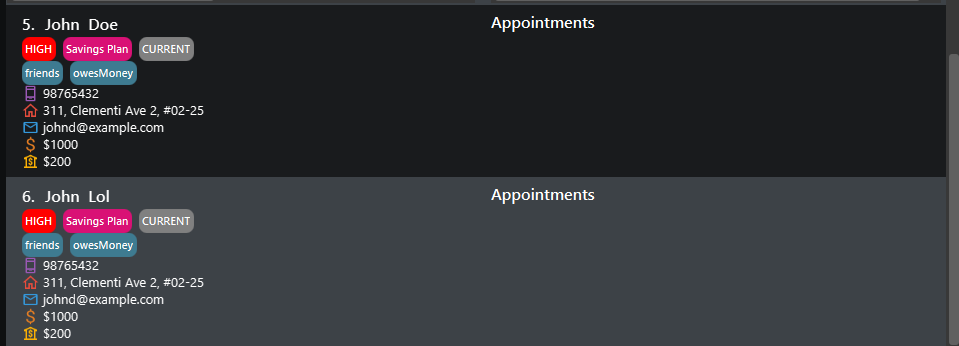 5. John Doe
Appointments
HIGH Savings Plan CURRENT
friends owesMoney
98765432
311, Clementi Ave 2, #02-25
johnd@example.com
$1000
$200
6. John Lol
Appointments
HIGH Savings Plan CURRENT
friends owesMoney
98765432
311, Clementi Ave 2, #02-25
johnd@example.com
$1000
$200